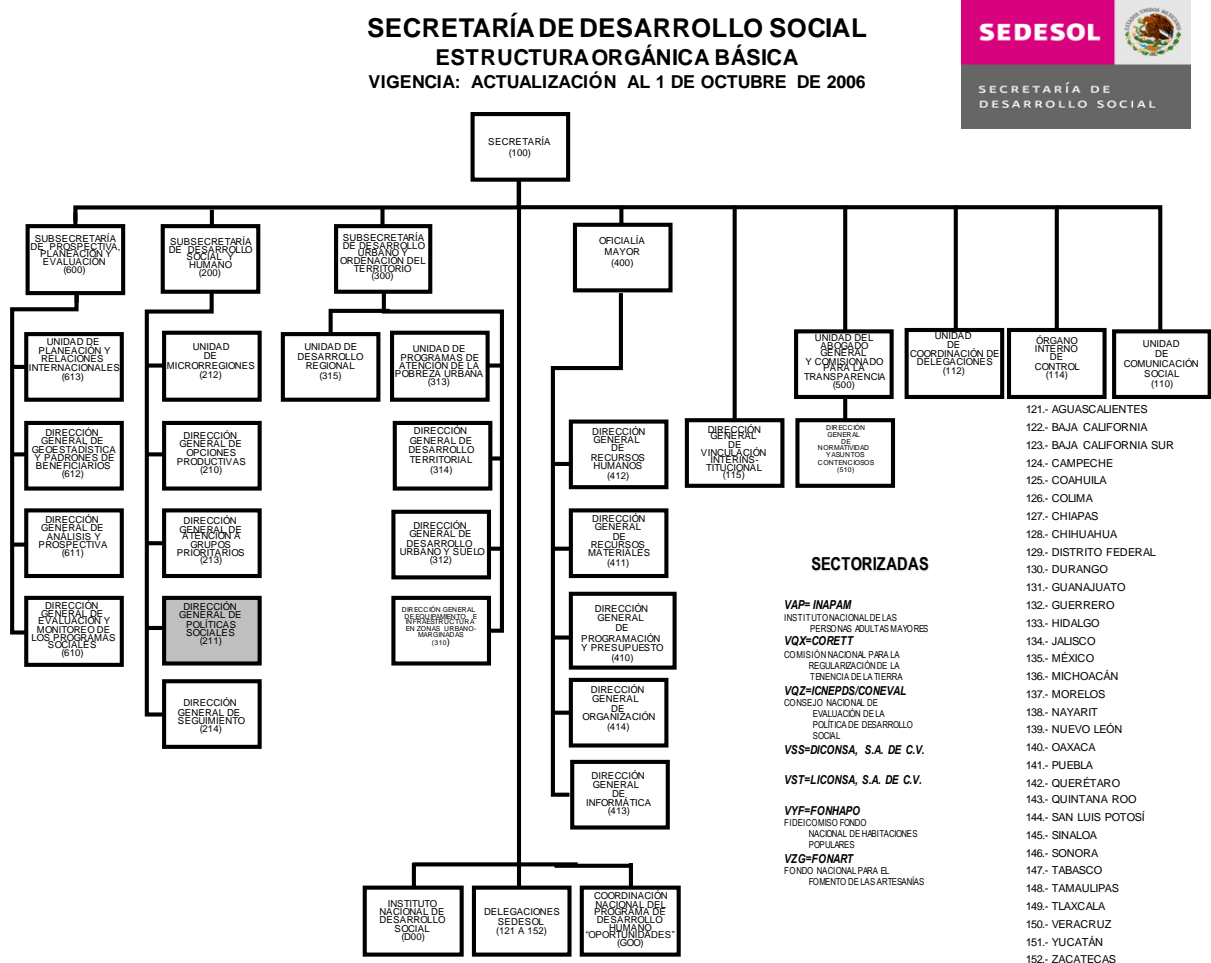 SECRETARÍA DE DESARROLLO SOCIAL
ESTRUCTURA ORGÁNICA BÁSICA
VIGENCIA: ACTUALIZACIÓN AL 1 DE OCTUBRE DE 2006
SEDESOL
ESTADOS UNIDOS MEXICANOS
SECRETARÍA DE
DESARROLLO SOCIAL
SECRETARÍA
(100)
SUBSECRETARÍA
DE PROSPECTIVA,
PLANEACIÓN Y
EVALUACIÓN
(600)
SUBSECRETARÍA
DE DESARROLLO
SOCIAL Y
HUMANO
(200)
SUBSECRETARÍA
DE DESARROLLO
URBANO Y
ORDENACIÓN DEL
TERRITORIO
(300)
OFICIALÍA
MAYOR
(400)
UNIDAD DE
PLANEACIÓN Y
RELACIONES
INTERNACIONALES
(613)
UNIDAD
DE
MICRORREGIONES
(212)
UNIDAD DE
DESARROLLO
REGIONAL
(315)
UNIDAD DE
PROGRAMAS DE
ATENCIÓN DE LA
POBREZA URBANA
(313)
UNIDAD DEL
ABOGADO
GENERAL
Y COMISIONADO
PARA LA
TRANSPARENCIA
(500)
UNIDAD
DE
COORDINACIÓN DE
DELEGACIONES
(112)
ÓRGANO
INTERNO
DE
CONTROL
(114)
UNIDAD
DE
COMUNICACIÓN
SOCIAL
(110)
DIRECCIÓN
GENERAL DE
GEOESTADÍSTICA
Y PADRONES DE
BENEFICIARIOS
(612)
DIRECCIÓN
GENERAL DE
OPCIONES
PRODUCTIVAS
(210)
DIRECCIÓN
GENERAL DE
DESARROLLO
TERRITORIAL
(314)
DIRECCIÓN
GENERAL
DE
RECURSOS
HUMANOS
(412)
DIRECCIÓN
GENERAL
DE
VINCULACIÓN
INTERINS-
TITUCIONAL
(115)
DIRECCIÓN
GENERAL
DE
NORMATIVIDAD
Y ASUNTOS
CONTENCIOSOS
(510)
DIRECCIÓN
GENERAL DE
ANÁLISIS Y
PROSPECTIVA
(611)
DIRECCIÓN
GENERAL DE
ATENCIÓN A
GRUPOS
PRIORITARIOS
(213)
DIRECCIÓN
GENERAL DE
DESARROLLO
URBANO Y SUELO
(312)
DIRECCIÓN
GENERAL
DE
RECURSOS
MATERIALES
(411)
DIRECCIÓN
GENERAL DE
EVALUACIÓN Y
MONITOREO DE
LOS PROGRAMAS
SOCIALES
(610)
DIRECCIÓN
GENERAL DE
POLÍTICAS
SOCIALES
(211)
DIRECCIÓN GENERAL
DE EQUIPAMIENTO E
INFRAESTRUCTURA
EN ZONAS URBANO-
MARGINADAS
(310)
DIRECCIÓN
GENERAL
DE
PROGRAMACIÓN
Y PRESUPUESTO
(410)
DIRECCIÓN
GENERAL DE
SEGUIMIENTO
(214)
DIRECCIÓN
GENERAL
DE
ORGANIZACIÓN
(414)
DIRECCIÓN
GENERAL
DE
INFORMÁTICA
(413)
INSTITUTO
NACIONAL DE
DESARROLLO
SOCIAL
(D00)
DELEGACIONES
SEDESOL
(121 A 152)
COORDINACIÓN
NACIONAL DEL
PROGRAMA DE
DESARROLLO
HUMANO
"OPORTUNIDADES"
(GOO)
SECTORIZADAS
VAP= INAPAM
INSTITUTO NACIONAL DE LAS
PERSONAS ADULTAS MAYORES
VQX=CORETT
COMISIÓN NACIONAL PARA LA
REGULARIZACIÓN DE LA
TENENCIA DE LA TIERRA
VQZ=ICNEPDS/CONEVAL
CONSEJO NACIONAL DE
EVALUACIÓN DE LA
POLÍTICA DE DESARROLLO
SOCIAL
VSS=DICONSA, S.A. DE C.V.
VST=LICONSA, S.A. DE C.V.
VYF=FONHAPO
FIDEICOMISO FONDO
NACIONAL DE HABITACIONES
POPULARES
VZG=FONART
FONDO NACIONAL PARA EL
FOMENTO DE LAS ARTESANÍAS
121.- AGUASCALIENTES
122.- BAJA CALIFORNIA
123.- BAJA CALIFORNIA SUR
124.- CAMPECHE
125.- COAHUILA
126.- COLIMA
127.- CHIAPAS
128.- CHIHUAHUA
129.- DISTRITO FEDERAL
130.- DURANGO
131.- GUANAJUATO
132.- GUERRERO
133.- HIDALGO
134.- JALISCO
135.- MÉXICO
136.- MICHOACÁN
137.- MORELOS
138.- NAYARIT
139.- NUEVO LEÓN
140.- OAXACA
141.- PUEBLA
142.- QUERÉTARO
143.- QUINTANA ROO
144.- SAN LUIS POTOSÍ
145.- SINALOA
146.- SONORA
147.- TABASCO
148.- TAMAULIPAS
149.- TLAXCALA
150.- VERACRUZ
151.- YUCATÁN
152.- ZACATECAS